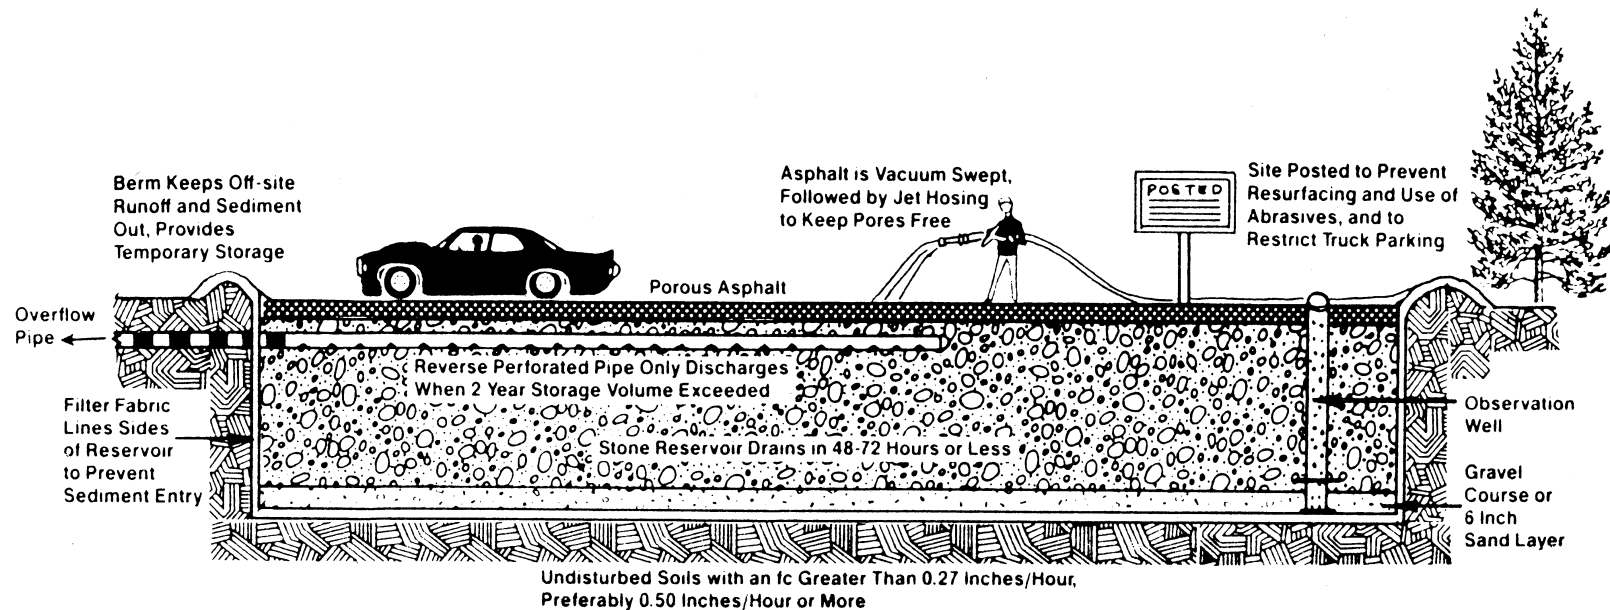 Berm Keeps Off-site
Runoff and Sediment
Out, Provides
Temporary Storage
Asphalt is Vacuum Swept,
Followed by Jet Hosing
to Keep Pores Free
POSTED
Site Posted to Prevent
Resurfacing and Use of
Abrasives, and to
Restrict Truck Parking
Porous Asphalt
Overflow
Pipe
Reverse Perforated Pipe Only Discharges
When 2 Year Storage Volume Exceeded
Filter Fabric
Lines Sides
of Reservoir
to Prevent
Sediment Entry
Stone Reservoir Drains in 48-72 Hours or Less
Observation
Well
Gravel
Course or
6 Inch
Sand Layer
Undisturbed Soils with an fc Greater Than 0.27 Inches/Hour,
Preferably 0.50 Inches/Hour or More